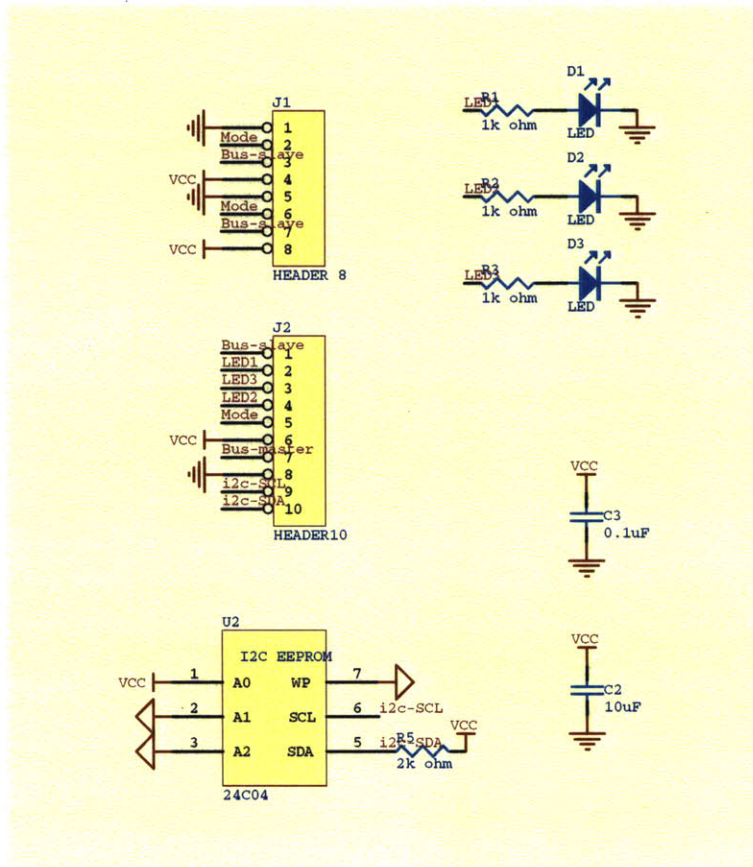 J1
1
Mode
2
Bus-slave
3
VCC
4
5
Mode
6
Bus-slave
7
VCC
8
HEADER 8
D1
LED1
R1
1k ohm
LED
D2
LED2
R2
1k ohm
LED
D3
LED3
R3
1k ohm
LED
J2
Bus-slave
1
LED1
2
LED3
3
LED2
4
Mode
5
VCC
6
Bus-master
7
8
i2c-SCL
9
i2c-SDA
10
HEADER10
VCC
C3
0.1uF
VCC
C2
10uF
U2
I2C EEPROM
VCC 1 A0 WP 7
2 A1 SCL 6 i2c-SCL
3 A2 SDA 5 i2c-SDA R5 VCC
2k ohm
24C04